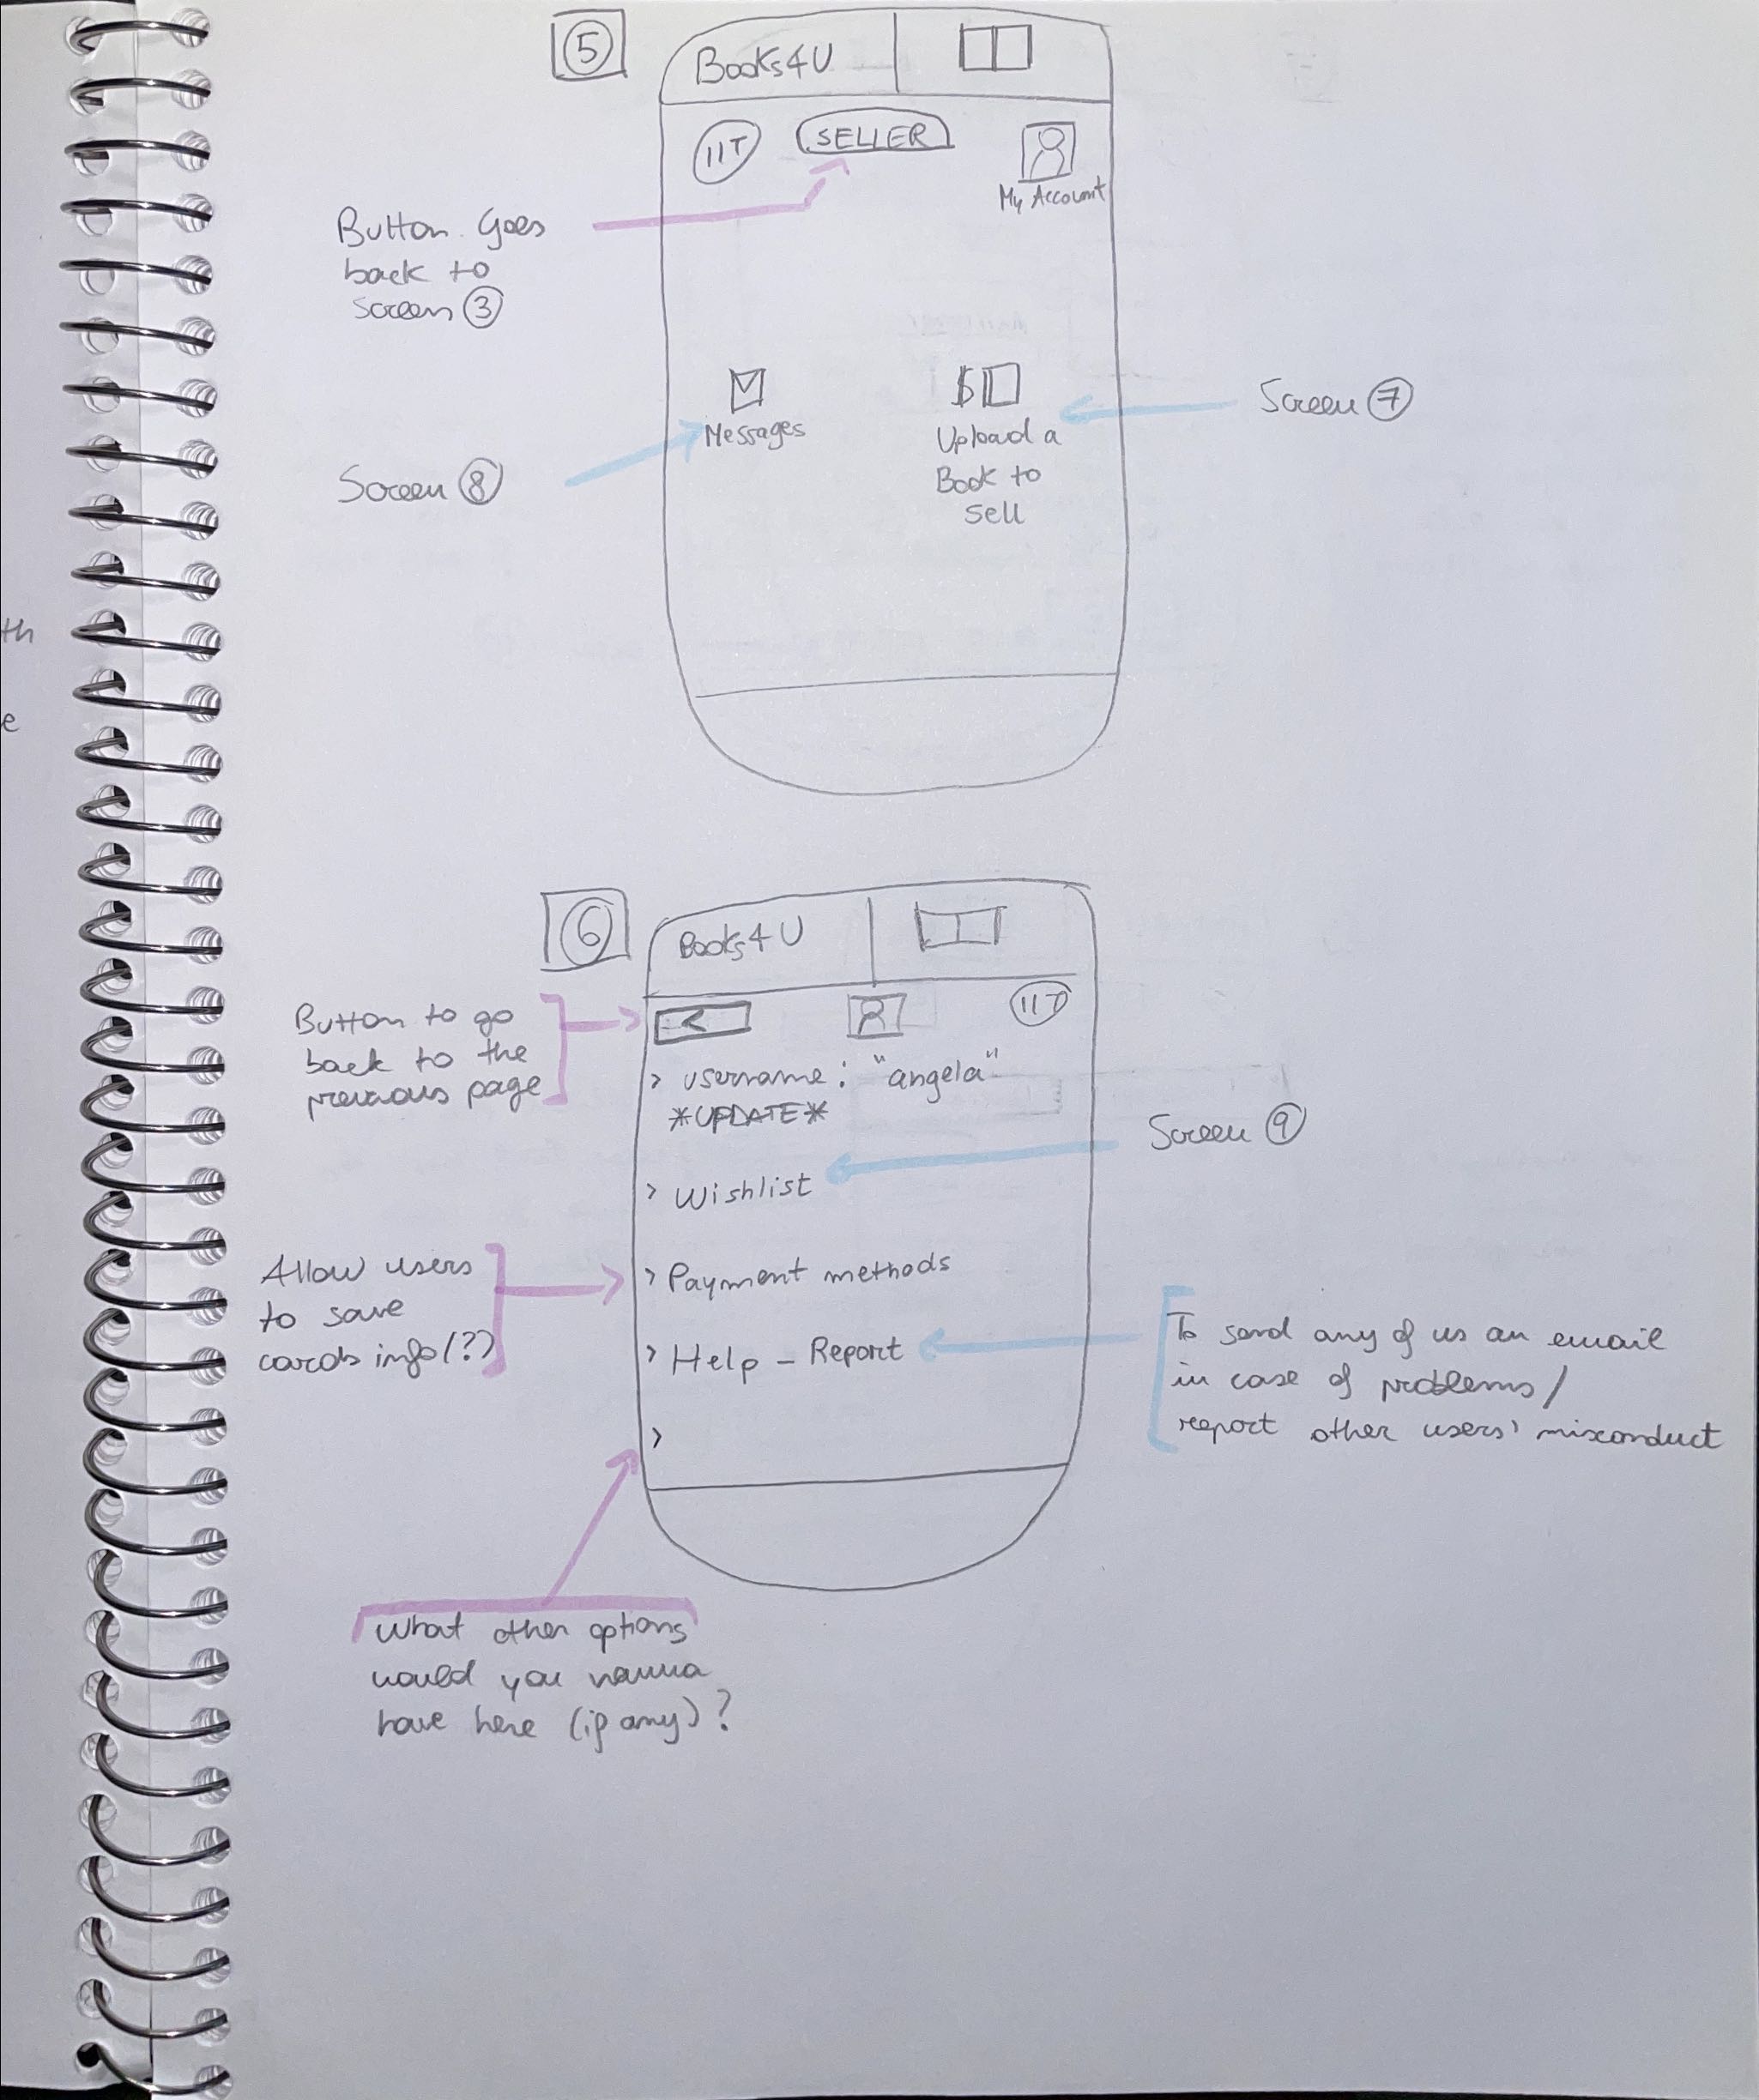 5
Books4U
IIT
SELLER
My Account
Button Goes
back to
screen 3
Messages
$
Upload a
Book to
sell
Screen 7
Screen 8
th
e
6
Books4U
<
IIT
Button to go
back to the
previous page
> username: "angela"
*UPDATE*
Screen 9
> Wishlist
Allow users
to save
cards info(?)
> Payment methods
> Help - Report
To send any of us an email
in case of problems/
report other users' misconduct
>
What other options
would you wanna
have here (if any)?